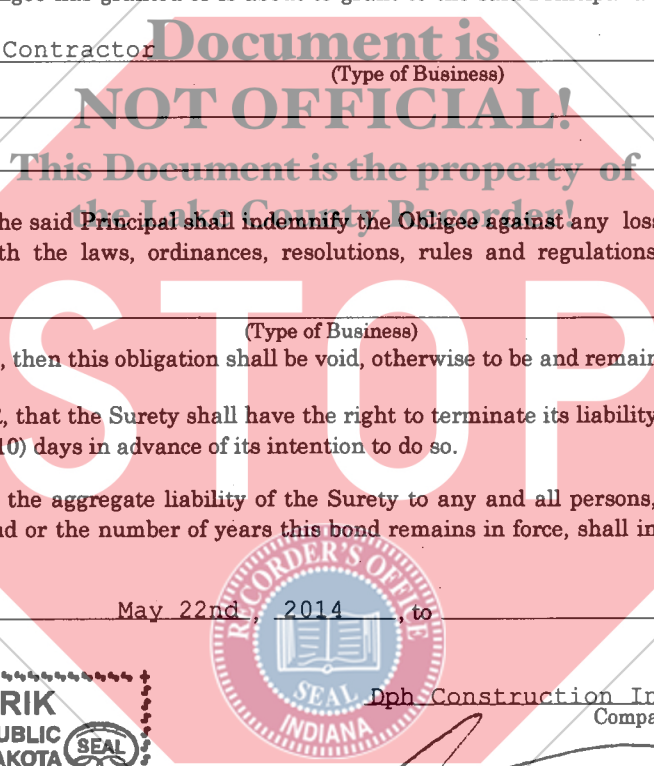 Contractor
Document is
(Type of Business)
NOT OFFICIAL!
This Document is the property of
the Lake County Recorder!
he said Principal shall indemnify the Obligee against any los
th the laws, ordinances, resolutions, rules and regulations
STOP
(Type of Business)
, then this obligation shall be void, otherwise to be and remain
, that the Surety shall have the right to terminate its liability
10) days in advance of its intention to do so.
the aggregate liability of the Surety to any and all persons,
nd or the number of years this bond remains in force, shall in
RECORDER'S OFFICE
May 22nd, 2014, to
SEAL
INDIANA
Dph Construction In
Compa
RIK
UBLIC
AKOTA
SEAL